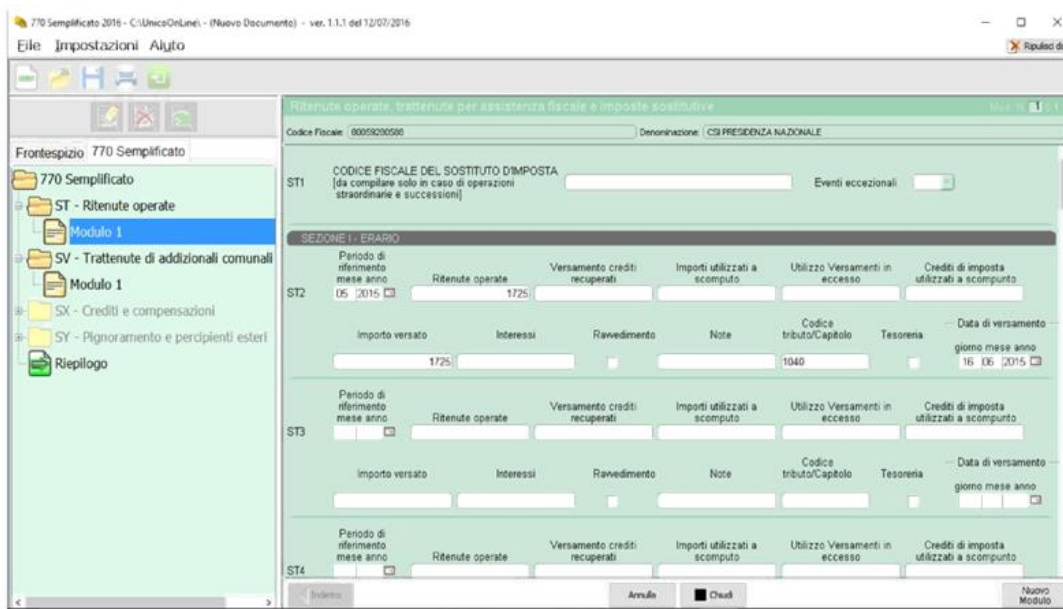 770 Semplificato 2016 - C:\UnicoOnLine\ - (Nuovo Documento) - ver. 1.1.1 del 12/07/2016
File Impostazioni Aiuto
Ripulisci da
Frontespizio 770 Semplificato
770 Semplificato
ST - Ritenute operate
Modulo 1
SV - Trattenute di addizionali comunali
Modulo 1
SX - Crediti e compensazioni
SY - Pignoramento e percipienti esteri
Riepilogo
Ritenute operate, trattenute per assistenza fiscale e imposte sostitutive
Mod. N.
Codice Fiscale: 80059280588 Denominazione: CSI PRESIDENZA NAZIONALE
ST1
CODICE FISCALE DEL SOSTITUTO D'IMPOSTA
[da compilare solo in caso di operazioni
straordinarie e successioni]
Eventi eccezionali
SEZIONE I - ERARIO
ST2
Periodo di
riferimento
mese anno
05 2015
Ritenute operate
1725
Versamento crediti
recuperati
Importi utilizzati a
scomputo
Utilizzo Versamenti in
eccesso
Crediti di imposta
utilizzati a scompunto
Importo versato
1725
Interessi
Ravvedimento
Note
Codice
tributo/Capitolo
1040
Tesoreria
Data di versamento
giorno mese anno
16 06 2015
ST3
Periodo di
riferimento
mese anno
Ritenute operate
Versamento crediti
recuperati
Importi utilizzati a
scomputo
Utilizzo Versamenti in
eccesso
Crediti di imposta
utilizzati a scompunto
Importo versato
Interessi
Ravvedimento
Note
Codice
tributo/Capitolo
Tesoreria
Data di versamento
giorno mese anno
ST4
Periodo di
riferimento
mese anno
Ritenute operate
Versamento crediti
recuperati
Importi utilizzati a
scomputo
Utilizzo Versamenti in
eccesso
Crediti di imposta
utilizzati a scompunto
Indietro
Annulla
Chiudi
Nuovo
Modulo